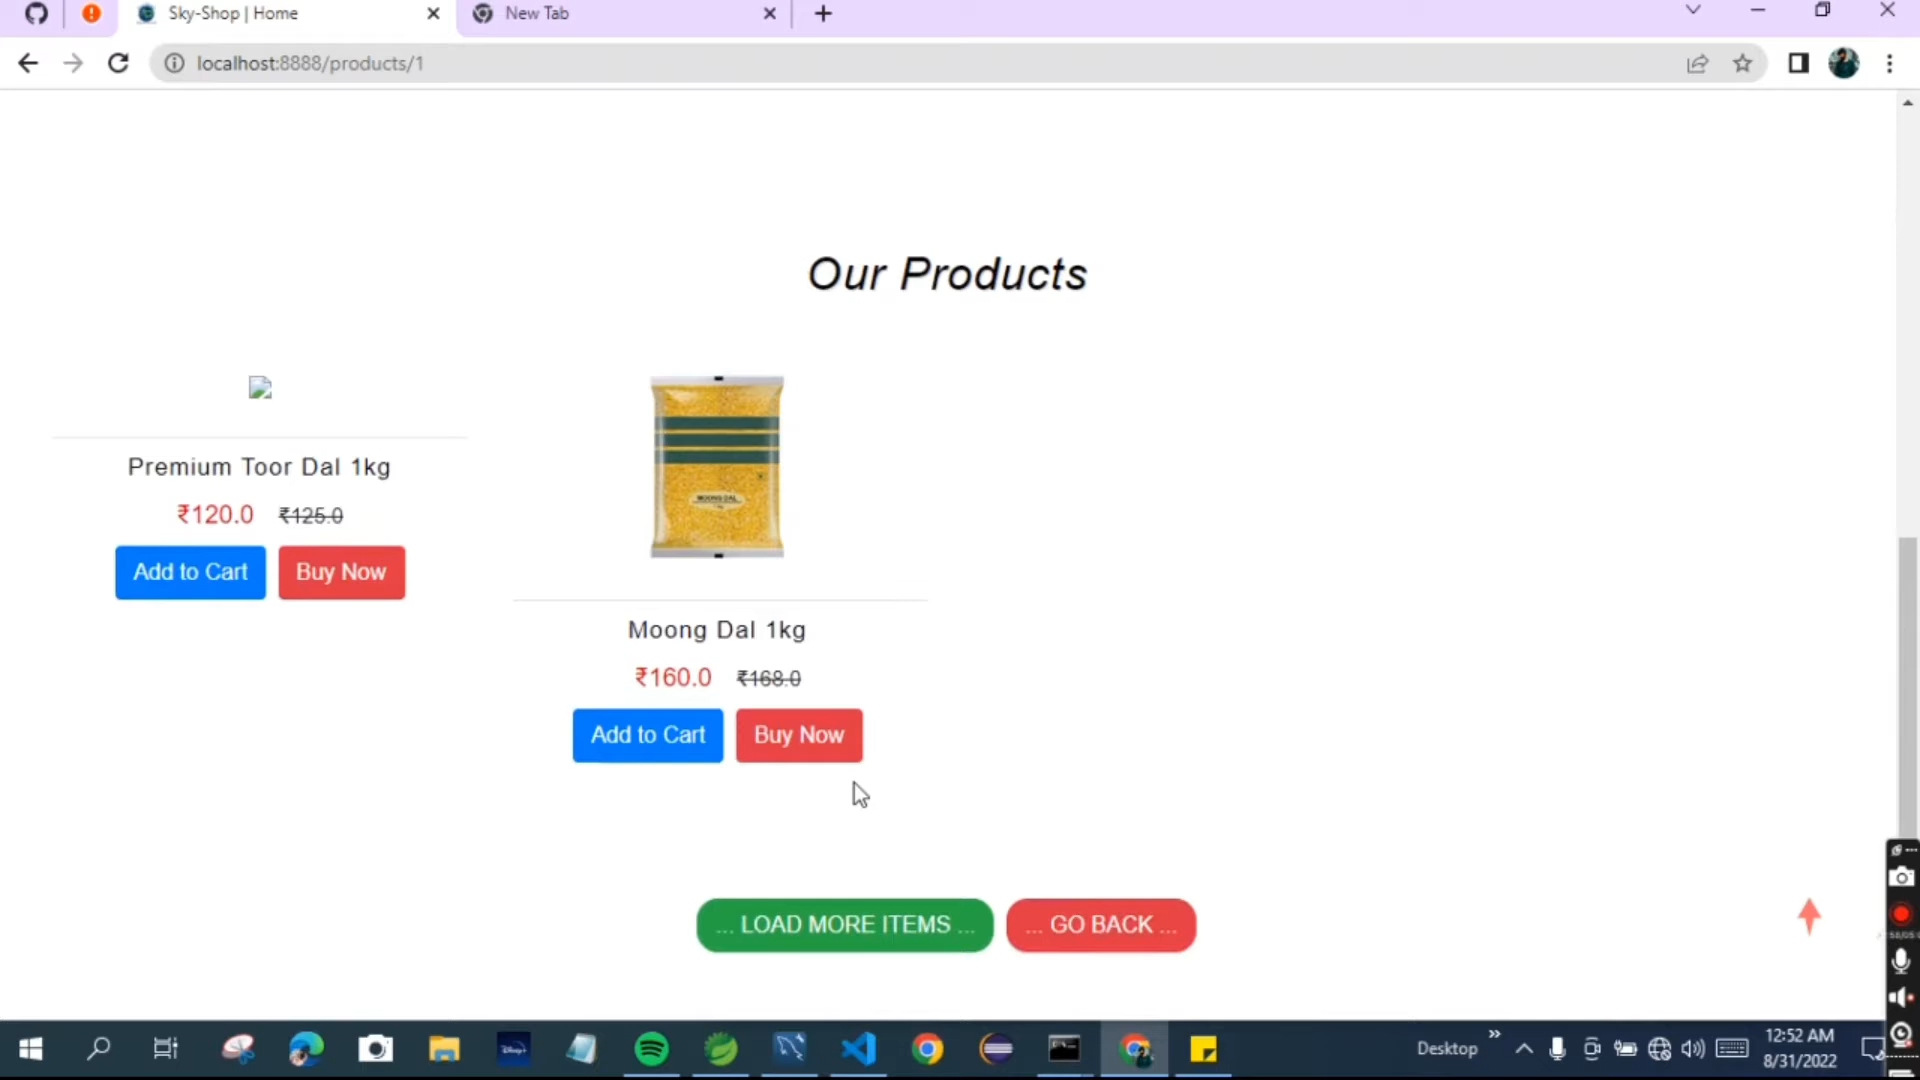 Sky-Shop | Home
New Tab
localhost:8888/products/1
Our Products
Premium Toor Dal 1kg
₹120.0 ₹125.0
Add to Cart Buy Now
MOONG DAL
Moong Dal 1kg
₹160.0 ₹168.0
Add to Cart Buy Now
... LOAD MORE ITEMS ... ... GO BACK ...
Desktop
12:52 AM
8/31/2022